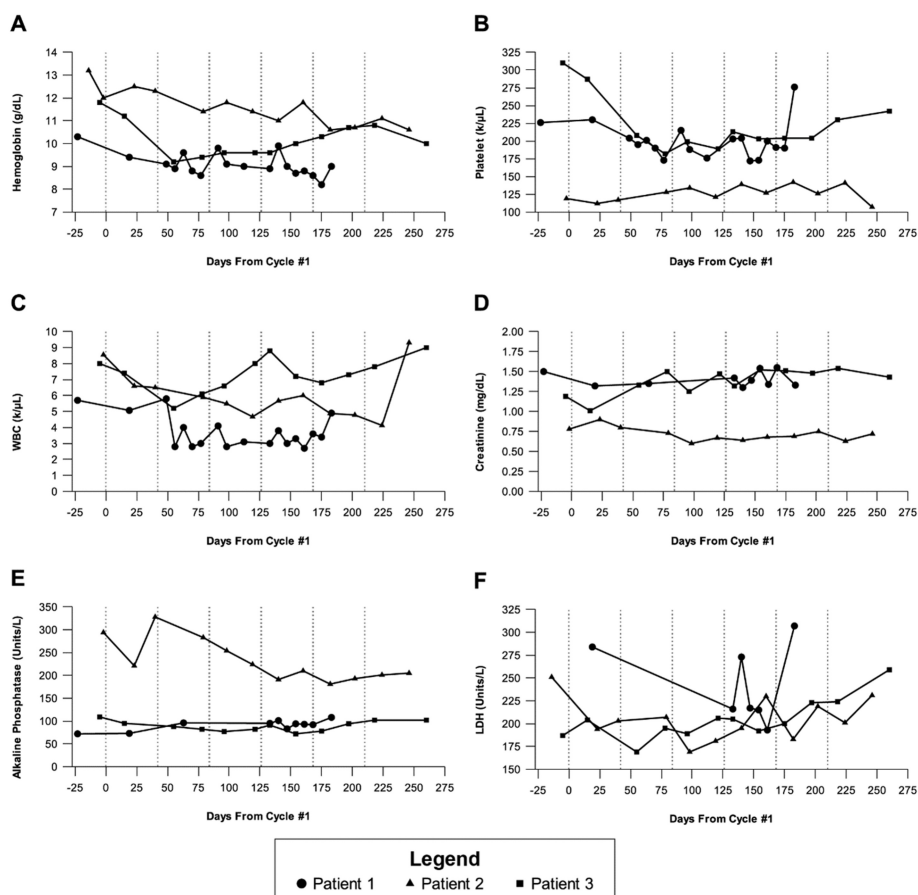 A
Hemoglobin (g/dL)
14
13
12
11
10
9
8
7
-25 0 25 50 75 100 125 150 175 200 225 250 275
Days From Cycle #1
B
Platelet (k/µL)
325
300
275
250
225
200
175
150
125
100
-25 0 25 50 75 100 125 150 175 200 225 250 275
Days From Cycle #1
C
WBC (k/µL)
10
9
8
7
6
5
4
3
2
1
0
-25 0 25 50 75 100 125 150 175 200 225 250 275
Days From Cycle #1
D
Creatinine (mg/dL)
2.00
1.75
1.50
1.25
1.00
0.75
0.50
0.25
0.00
-25 0 25 50 75 100 125 150 175 200 225 250 275
Days From Cycle #1
E
Alkaline Phosphatase (Units/L)
350
300
250
200
150
100
50
0
-25 0 25 50 75 100 125 150 175 200 225 250 275
Days From Cycle #1
F
LDH (Units/L)
325
300
275
250
225
200
175
150
-25 0 25 50 75 100 125 150 175 200 225 250 275
Days From Cycle #1
Legend
Patient 1 Patient 2 Patient 3